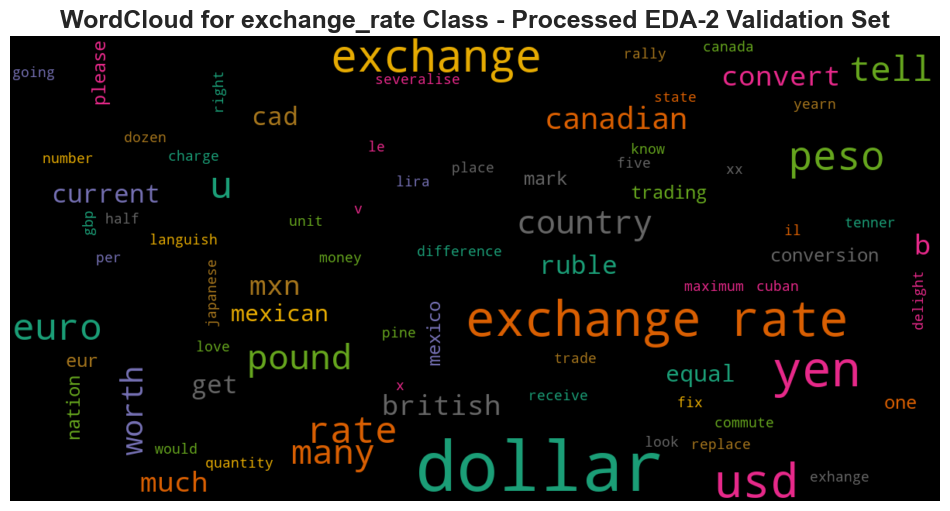 WordCloud for exchange_rate Class - Processed EDA-2 Validation Set
exchange
rally
canada
going
please
severalise
convert
tell
right
state
yearn
cad
canadian
dozen
number
charge
le
know
place
five
xx
peso
current
u
lira
mark
trading
gbp
half
v
unit
country
tenner
il
languish
difference
b
per
money
conversion
ruble
japanese
mxn
maximum
cuban
delight
mexican
mexico
exchange rate
euro
pine
love
eur
pound
trade
yen
equal
nation
worth
get
x
british
receive
fix
one
rate
commute
would
many
look
replace
quantity
dollar
much
usd
exhange